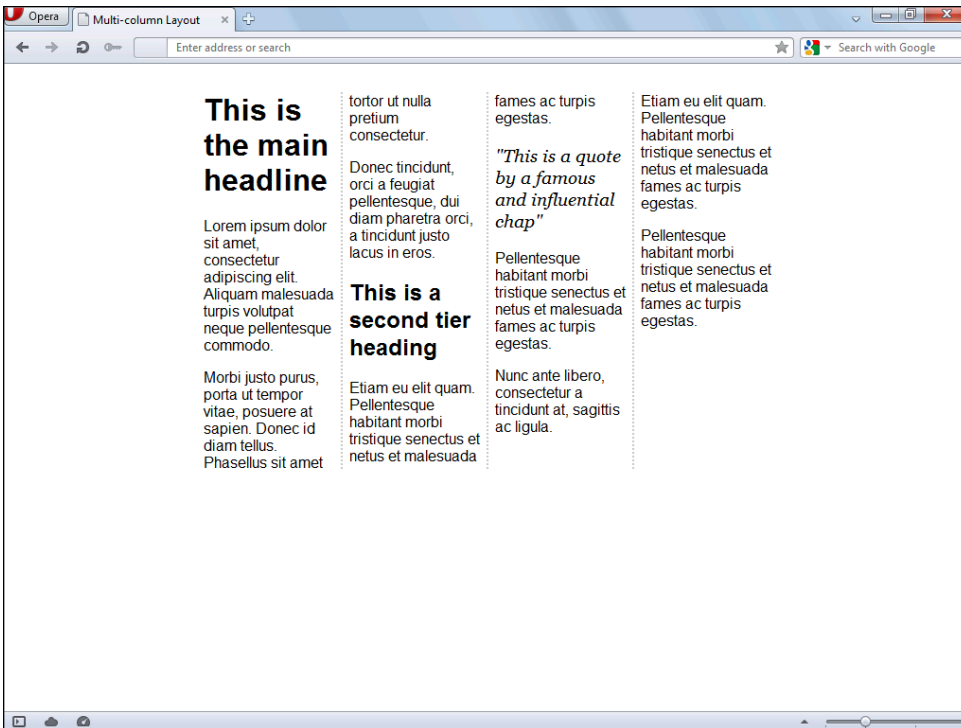 Opera
Multi-column Layout
Enter address or search
Search with Google
This is
the main
headline
Lorem ipsum dolor
sit amet,
consectetur
adipiscing elit.
Aliquam malesuada
turpis volutpat
neque pellentesque
commodo.
Morbi justo purus,
porta ut tempor
vitae, posuere at
sapien. Donec id
diam tellus.
Phasellus sit amet
tortor ut nulla
pretium
consectetur.
Donec tincidunt,
orci a feugiat
pellentesque, dui
diam pharetra orci,
a tincidunt justo
lacus in eros.
This is a
second tier
heading
Etiam eu elit quam.
Pellentesque
habitant morbi
tristique senectus et
netus et malesuada
fames ac turpis
egestas.
"This is a quote
by a famous
and influential
chap"
Pellentesque
habitant morbi
tristique senectus et
netus et malesuada
fames ac turpis
egestas.
Nunc ante libero,
consectetur a
tincidunt at, sagittis
ac ligula.
Etiam eu elit quam.
Pellentesque
habitant morbi
tristique senectus et
netus et malesuada
fames ac turpis
egestas.
Pellentesque
habitant morbi
tristique senectus et
netus et malesuada
fames ac turpis
egestas.